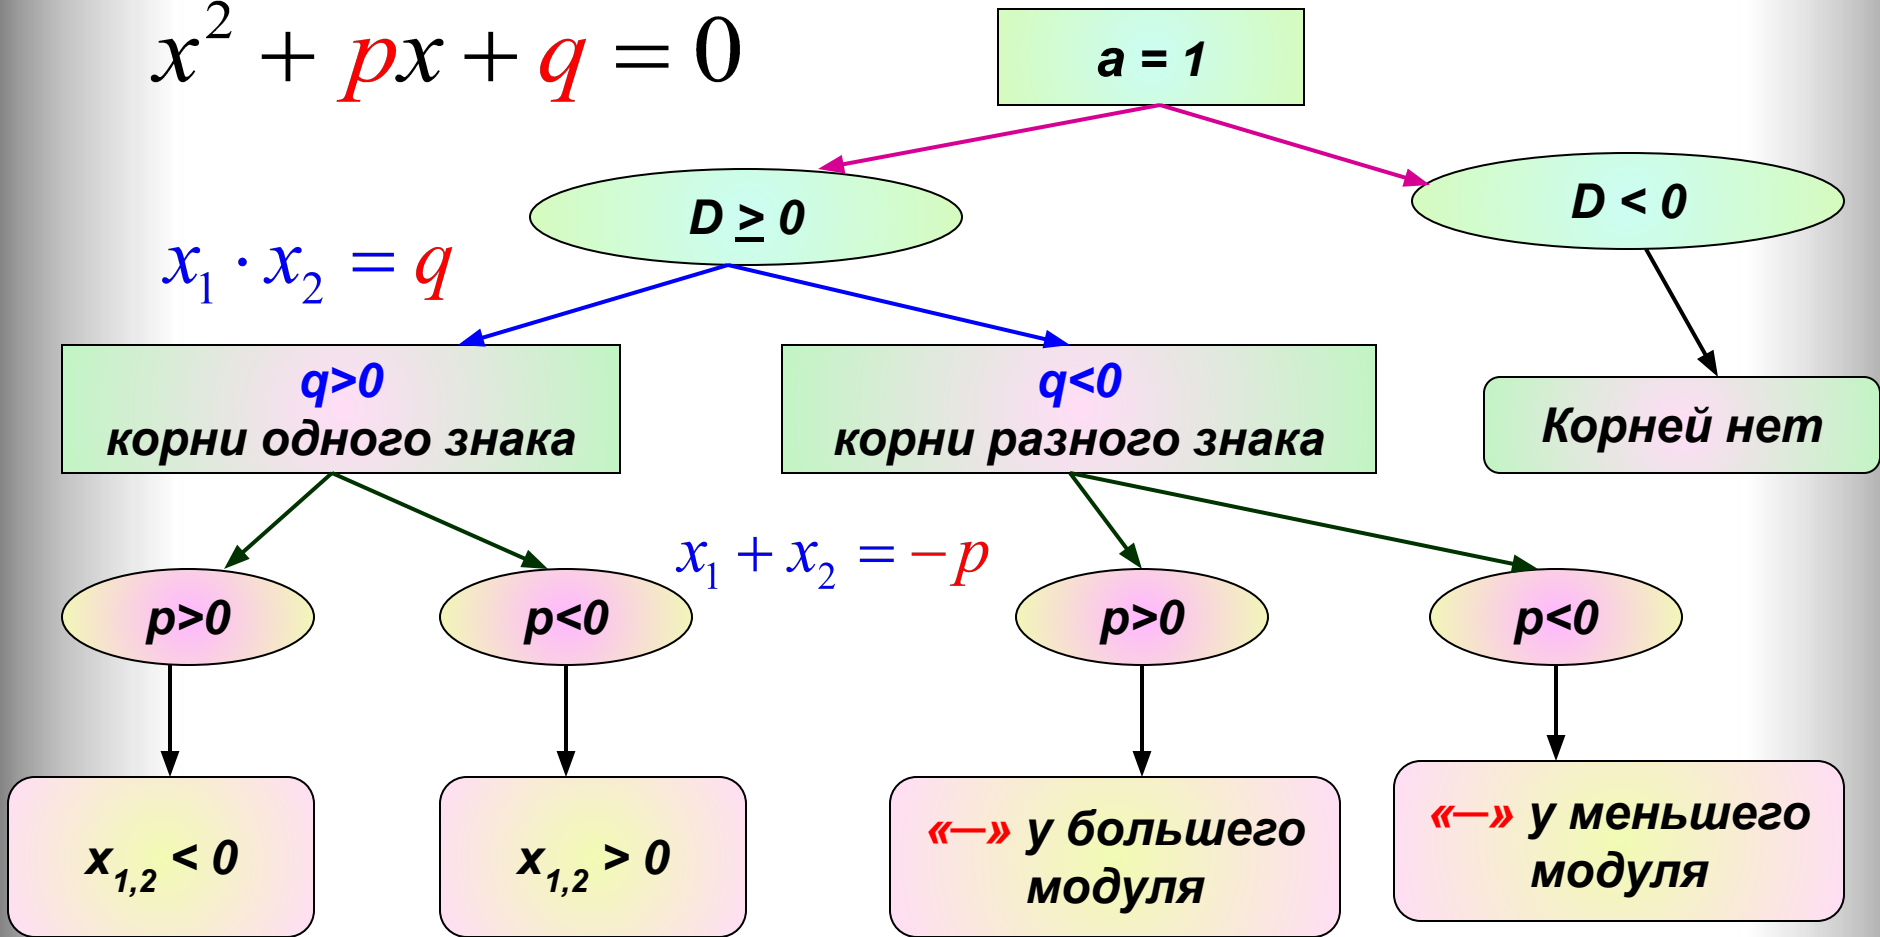 x² + px + q = 0
a = 1
D ≥ 0
D < 0
x₁ · x₂ = q
q>0
корни одного знака
q<0
корни разного знака
Корней нет
x₁ + x₂ = − p
p>0
p<0
p>0
p<0
x₁,₂ < 0
x₁,₂ > 0
«—» у большего
модуля
«—» у меньшего
модуля